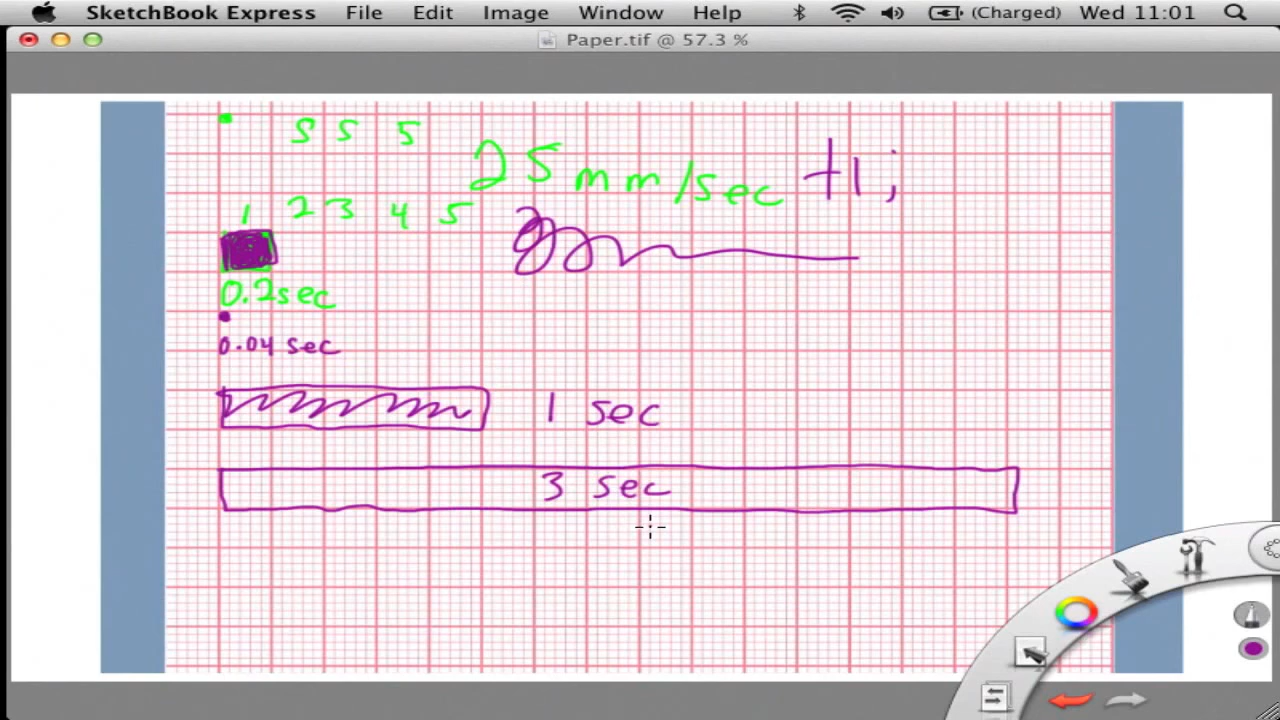 SketchBook Express File Edit Image Window Help (Charged) Wed 11:01
Paper.tif @ 57.3 %
5 5 5
25 mm/sec
1 2 3 4 5
0.2sec
0.04 sec
1 sec
3 sec